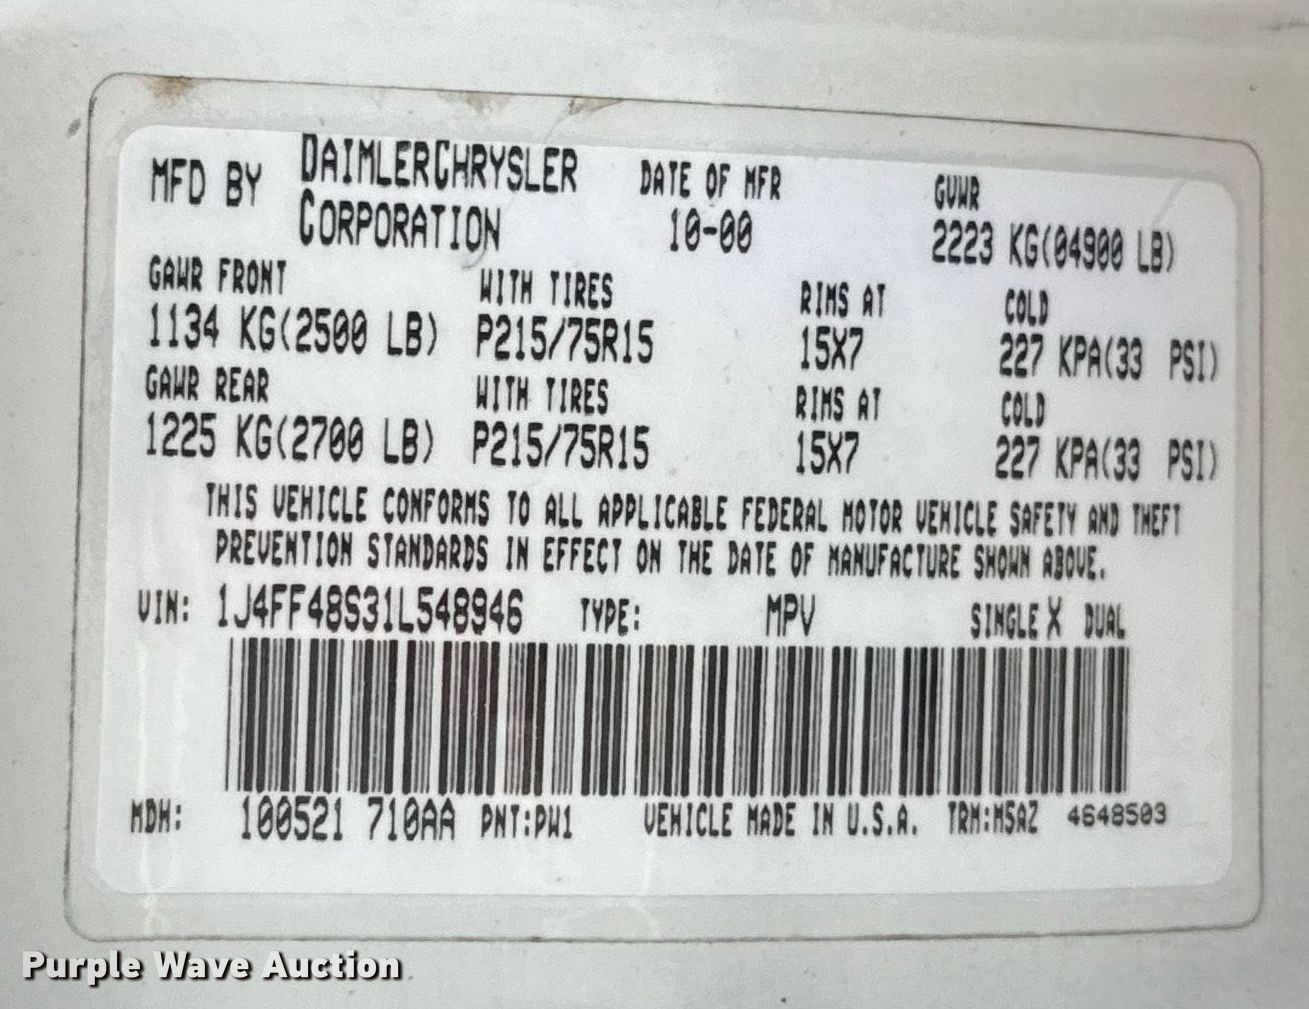 MFD BY DAIMLERCHRYSLER CORPORATION DATE OF MFR 10-00 GVWR 2223 KG(04900 LB)
GAWR FRONT WITH TIRES RIMS AT COLD
1134 KG(2500 LB) P215/75R15 15X7 227 KPA(33 PSI)
GAWR REAR WITH TIRES RIMS AT COLD
1225 KG(2700 LB) P215/75R15 15X7 227 KPA(33 PSI)
THIS VEHICLE CONFORMS TO ALL APPLICABLE FEDERAL MOTOR VEHICLE SAFETY AND THEFT
PREVENTION STANDARDS IN EFFECT ON THE DATE OF MANUFACTURE SHOWN ABOVE.
VIN: 1J4FF48S31L548946 TYPE: MPV SINGLE X DUAL
MDH: 100521 710AA PNT:PW1 VEHICLE MADE IN U.S.A. TRM:M5AZ 4648503
Purple Wave Auction